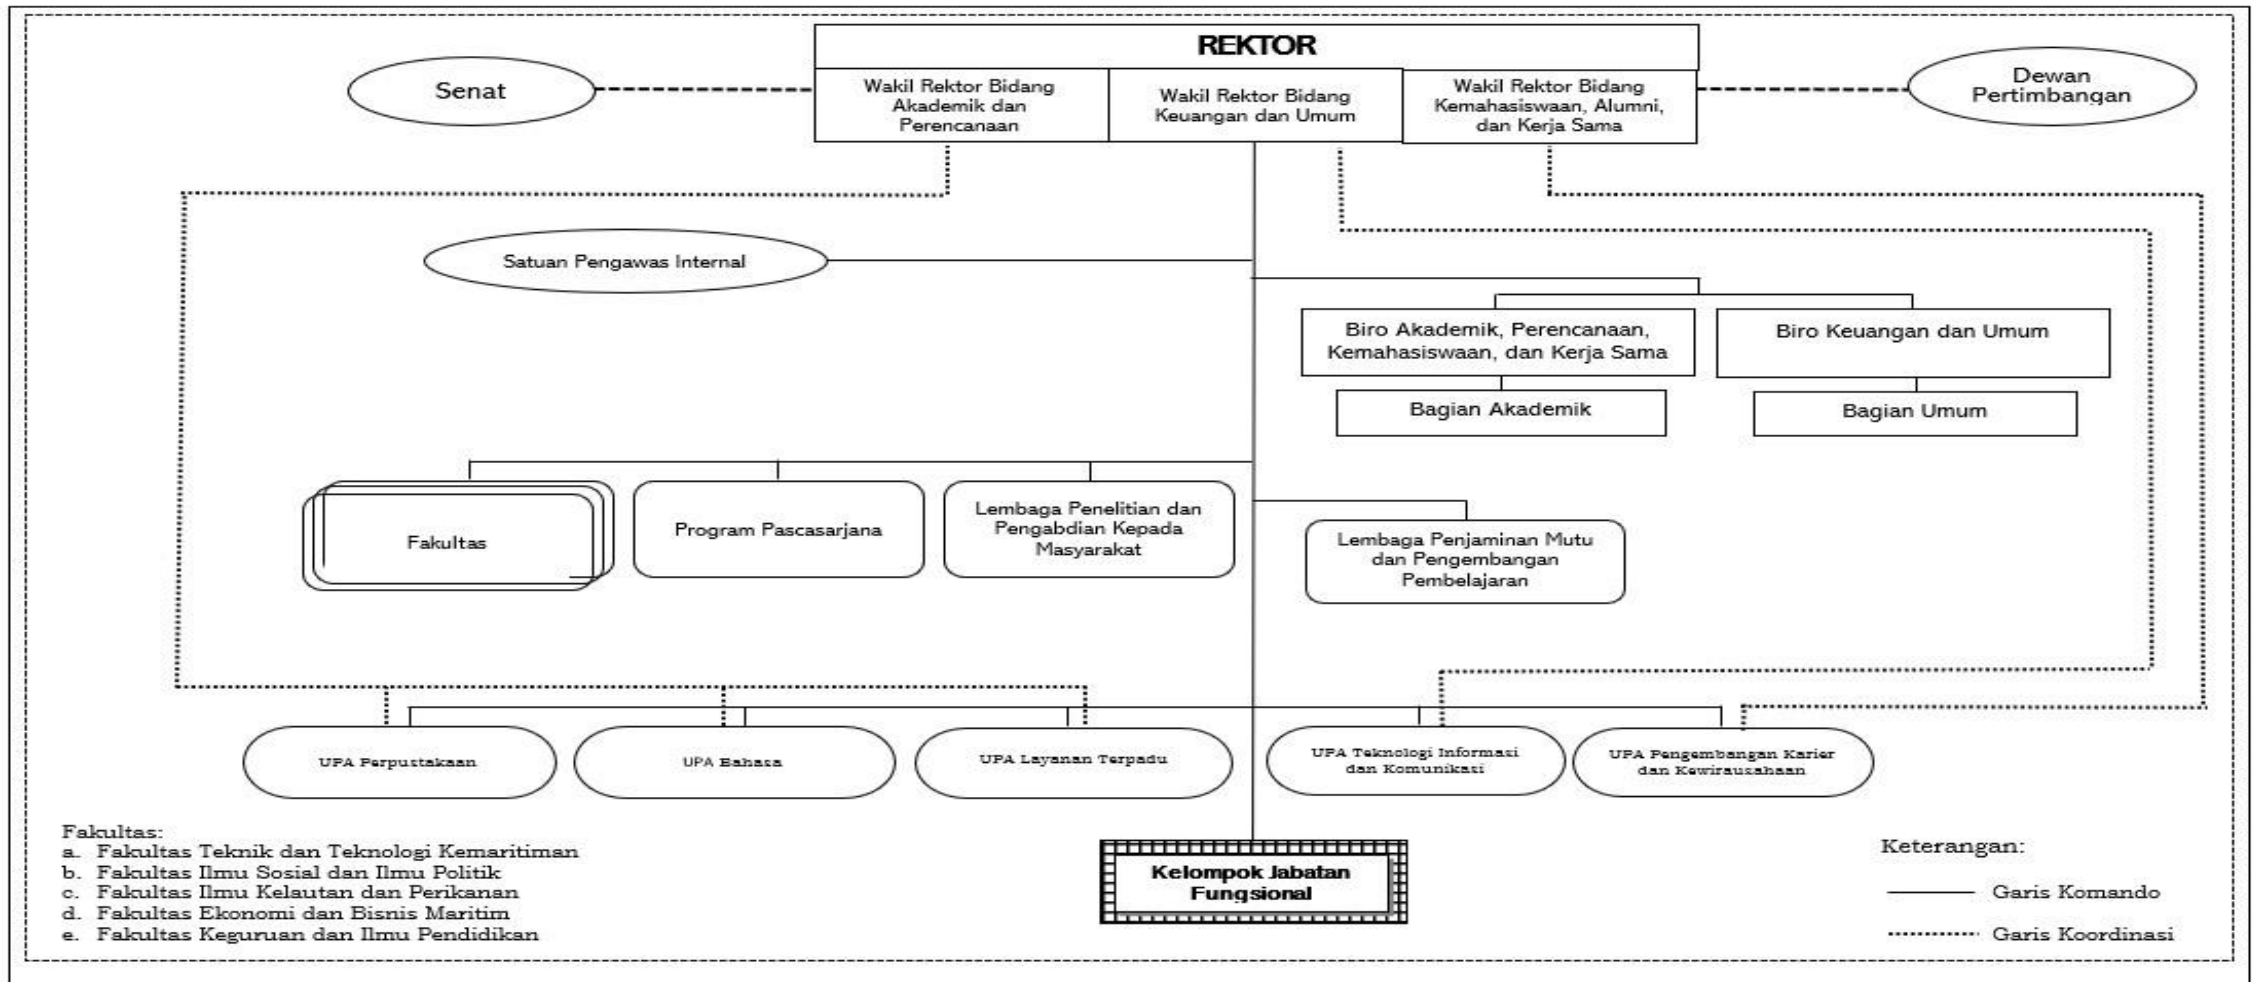 REKTOR
Senat
Wakil Rektor Bidang
Akademik dan
Perencanaan
Wakil Rektor Bidang
Keuangan dan Umum
Wakil Rektor Bidang
Kemahasiswaan, Alumni,
dan Kerja Sama
Dewan
Pertimbangan
Satuan Pengawas Internal
Biro Akademik, Perencanaan,
Kemahasiswaan, dan Kerja Sama
Biro Keuangan dan Umum
Bagian Akademik
Bagian Umum
Fakultas
Program Pascasarjana
Lembaga Penelitian dan
Pengabdian Kepada
Masyarakat
Lembaga Penjaminan Mutu
dan Pengembangan
Pembelajaran
UPA Perpustakaan
UPA Bahasa
UPA Layanan Terpadu
UPA Teknologi Informasi
dan Komunikasi
UPA Pengembangan Karier
dan Kewirausahaan
Fakultas:
a. Fakultas Teknik dan Teknologi Kemaritiman
b. Fakultas Ilmu Sosial dan Ilmu Politik
c. Fakultas Ilmu Kelautan dan Perikanan
d. Fakultas Ekonomi dan Bisnis Maritim
e. Fakultas Keguruan dan Ilmu Pendidikan
Kelompok Jabatan
Fungsional
Keterangan:
Garis Komando
Garis Koordinasi